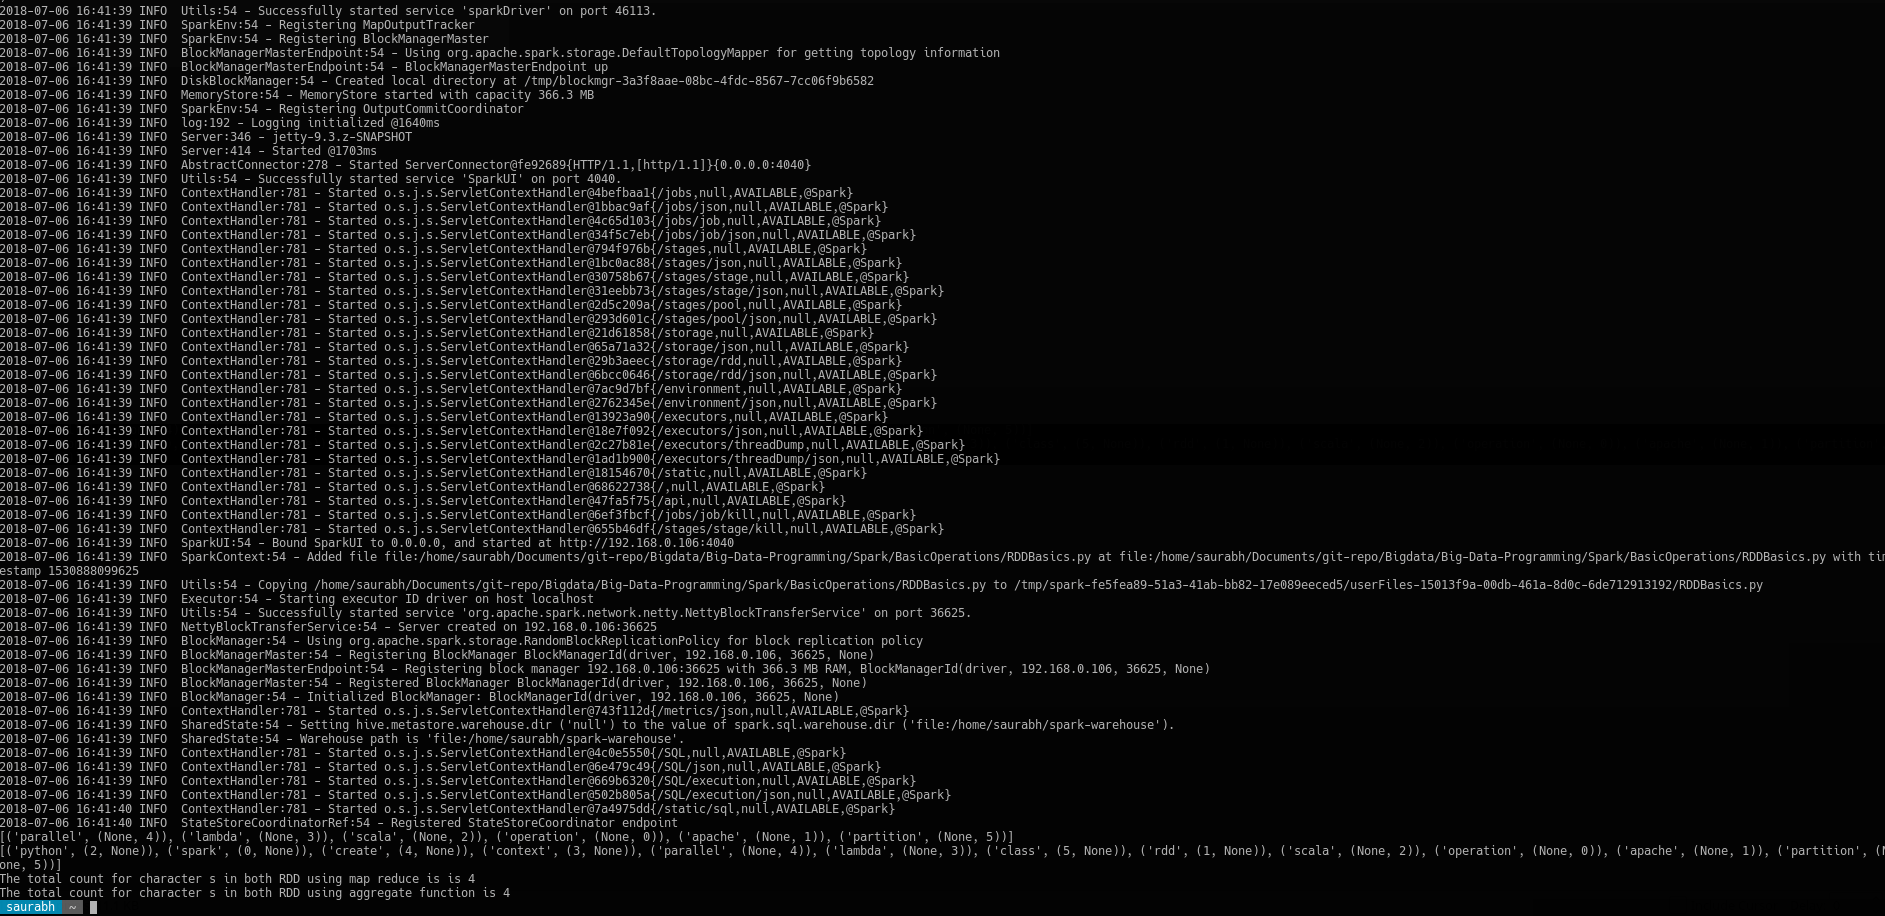 2018-07-06 16:41:39 INFO  Utils:54 - Successfully started service 'sparkDriver' on port 46113.
2018-07-06 16:41:39 INFO  SparkEnv:54 - Registering MapOutputTracker
2018-07-06 16:41:39 INFO  SparkEnv:54 - Registering BlockManagerMaster
2018-07-06 16:41:39 INFO  BlockManagerMasterEndpoint:54 - Using org.apache.spark.storage.DefaultTopologyMapper for getting topology information
2018-07-06 16:41:39 INFO  BlockManagerMasterEndpoint:54 - BlockManagerMasterEndpoint up
2018-07-06 16:41:39 INFO  DiskBlockManager:54 - Created local directory at /tmp/blockmgr-3a3f8aae-08bc-4fdc-8567-7cc06f9b6582
2018-07-06 16:41:39 INFO  MemoryStore:54 - MemoryStore started with capacity 366.3 MB
2018-07-06 16:41:39 INFO  SparkEnv:54 - Registering OutputCommitCoordinator
2018-07-06 16:41:39 INFO  log:192 - Logging initialized @1640ms
2018-07-06 16:41:39 INFO  Server:346 - jetty-9.3.z-SNAPSHOT
2018-07-06 16:41:39 INFO  Server:414 - Started @1703ms
2018-07-06 16:41:39 INFO  AbstractConnector:278 - Started ServerConnector@fe92689{HTTP/1.1,[http/1.1]}{0.0.0.0:4040}
2018-07-06 16:41:39 INFO  Utils:54 - Successfully started service 'SparkUI' on port 4040.
2018-07-06 16:41:39 INFO  ContextHandler:781 - Started o.s.j.s.ServletContextHandler@4befbaa1{/jobs,null,AVAILABLE,@Spark}
2018-07-06 16:41:39 INFO  ContextHandler:781 - Started o.s.j.s.ServletContextHandler@1bbac9af{/jobs/json,null,AVAILABLE,@Spark}
2018-07-06 16:41:39 INFO  ContextHandler:781 - Started o.s.j.s.ServletContextHandler@4c65d103{/jobs/job,null,AVAILABLE,@Spark}
2018-07-06 16:41:39 INFO  ContextHandler:781 - Started o.s.j.s.ServletContextHandler@34f5c7eb{/jobs/job/json,null,AVAILABLE,@Spark}
2018-07-06 16:41:39 INFO  ContextHandler:781 - Started o.s.j.s.ServletContextHandler@794f976b{/stages,null,AVAILABLE,@Spark}
2018-07-06 16:41:39 INFO  ContextHandler:781 - Started o.s.j.s.ServletContextHandler@1bc0ac88{/stages/json,null,AVAILABLE,@Spark}
2018-07-06 16:41:39 INFO  ContextHandler:781 - Started o.s.j.s.ServletContextHandler@30758b67{/stages/stage,null,AVAILABLE,@Spark}
2018-07-06 16:41:39 INFO  ContextHandler:781 - Started o.s.j.s.ServletContextHandler@31eebb73{/stages/stage/json,null,AVAILABLE,@Spark}
2018-07-06 16:41:39 INFO  ContextHandler:781 - Started o.s.j.s.ServletContextHandler@2d5c209a{/stages/pool,null,AVAILABLE,@Spark}
2018-07-06 16:41:39 INFO  ContextHandler:781 - Started o.s.j.s.ServletContextHandler@293d601c{/stages/pool/json,null,AVAILABLE,@Spark}
2018-07-06 16:41:39 INFO  ContextHandler:781 - Started o.s.j.s.ServletContextHandler@21d61858{/storage,null,AVAILABLE,@Spark}
2018-07-06 16:41:39 INFO  ContextHandler:781 - Started o.s.j.s.ServletContextHandler@65a71a32{/storage/json,null,AVAILABLE,@Spark}
2018-07-06 16:41:39 INFO  ContextHandler:781 - Started o.s.j.s.ServletContextHandler@29b3aeec{/storage/rdd,null,AVAILABLE,@Spark}
2018-07-06 16:41:39 INFO  ContextHandler:781 - Started o.s.j.s.ServletContextHandler@6bcc0646{/storage/rdd/json,null,AVAILABLE,@Spark}
2018-07-06 16:41:39 INFO  ContextHandler:781 - Started o.s.j.s.ServletContextHandler@7ac9d7bf{/environment,null,AVAILABLE,@Spark}
2018-07-06 16:41:39 INFO  ContextHandler:781 - Started o.s.j.s.ServletContextHandler@2762345e{/environment/json,null,AVAILABLE,@Spark}
2018-07-06 16:41:39 INFO  ContextHandler:781 - Started o.s.j.s.ServletContextHandler@13923a90{/executors,null,AVAILABLE,@Spark}
2018-07-06 16:41:39 INFO  ContextHandler:781 - Started o.s.j.s.ServletContextHandler@18e7f092{/executors/json,null,AVAILABLE,@Spark}
2018-07-06 16:41:39 INFO  ContextHandler:781 - Started o.s.j.s.ServletContextHandler@2c27b81e{/executors/threadDump,null,AVAILABLE,@Spark}
2018-07-06 16:41:39 INFO  ContextHandler:781 - Started o.s.j.s.ServletContextHandler@1ad1b900{/executors/threadDump/json,null,AVAILABLE,@Spark}
2018-07-06 16:41:39 INFO  ContextHandler:781 - Started o.s.j.s.ServletContextHandler@18154670{/static,null,AVAILABLE,@Spark}
2018-07-06 16:41:39 INFO  ContextHandler:781 - Started o.s.j.s.ServletContextHandler@68622738{/,null,AVAILABLE,@Spark}
2018-07-06 16:41:39 INFO  ContextHandler:781 - Started o.s.j.s.ServletContextHandler@47fa5f75{/api,null,AVAILABLE,@Spark}
2018-07-06 16:41:39 INFO  ContextHandler:781 - Started o.s.j.s.ServletContextHandler@6ef3fbcf{/jobs/job/kill,null,AVAILABLE,@Spark}
2018-07-06 16:41:39 INFO  ContextHandler:781 - Started o.s.j.s.ServletContextHandler@655b46df{/stages/stage/kill,null,AVAILABLE,@Spark}
2018-07-06 16:41:39 INFO  SparkUI:54 - Bound SparkUI to 0.0.0.0, and started at http://192.168.0.106:4040
2018-07-06 16:41:39 INFO  SparkContext:54 - Added file file:/home/saurabh/Documents/git-repo/Bigdata/Big-Data-Programming/Spark/BasicOperations/RDDBasics.py at file:/home/saurabh/Documents/git-repo/Bigdata/Big-Data-Programming/Spark/BasicOperations/RDDBasics.py with tim
estamp 1530888099625
2018-07-06 16:41:39 INFO  Utils:54 - Copying /home/saurabh/Documents/git-repo/Bigdata/Big-Data-Programming/Spark/BasicOperations/RDDBasics.py to /tmp/spark-fe5fea89-51a3-41ab-bb82-17e089eeced5/userFiles-15013f9a-00db-461a-8d0c-6de712913192/RDDBasics.py
2018-07-06 16:41:39 INFO  Executor:54 - Starting executor ID driver on host localhost
2018-07-06 16:41:39 INFO  Utils:54 - Successfully started service 'org.apache.spark.network.netty.NettyBlockTransferService' on port 36625.
2018-07-06 16:41:39 INFO  NettyBlockTransferService:54 - Server created on 192.168.0.106:36625
2018-07-06 16:41:39 INFO  BlockManager:54 - Using org.apache.spark.storage.RandomBlockReplicationPolicy for block replication policy
2018-07-06 16:41:39 INFO  BlockManagerMaster:54 - Registering BlockManager BlockManagerId(driver, 192.168.0.106, 36625, None)
2018-07-06 16:41:39 INFO  BlockManagerMasterEndpoint:54 - Registering block manager 192.168.0.106:36625 with 366.3 MB RAM, BlockManagerId(driver, 192.168.0.106, 36625, None)
2018-07-06 16:41:39 INFO  BlockManagerMaster:54 - Registered BlockManager BlockManagerId(driver, 192.168.0.106, 36625, None)
2018-07-06 16:41:39 INFO  BlockManager:54 - Initialized BlockManager: BlockManagerId(driver, 192.168.0.106, 36625, None)
2018-07-06 16:41:39 INFO  ContextHandler:781 - Started o.s.j.s.ServletContextHandler@743f112d{/metrics/json,null,AVAILABLE,@Spark}
2018-07-06 16:41:39 INFO  SharedState:54 - Setting hive.metastore.warehouse.dir ('null') to the value of spark.sql.warehouse.dir ('file:/home/saurabh/spark-warehouse').
2018-07-06 16:41:39 INFO  SharedState:54 - Warehouse path is 'file:/home/saurabh/spark-warehouse'.
2018-07-06 16:41:39 INFO  ContextHandler:781 - Started o.s.j.s.ServletContextHandler@4c0e5550{/SQL,null,AVAILABLE,@Spark}
2018-07-06 16:41:39 INFO  ContextHandler:781 - Started o.s.j.s.ServletContextHandler@6e479c49{/SQL/json,null,AVAILABLE,@Spark}
2018-07-06 16:41:39 INFO  ContextHandler:781 - Started o.s.j.s.ServletContextHandler@669b6320{/SQL/execution,null,AVAILABLE,@Spark}
2018-07-06 16:41:39 INFO  ContextHandler:781 - Started o.s.j.s.ServletContextHandler@502b805a{/SQL/execution/json,null,AVAILABLE,@Spark}
2018-07-06 16:41:40 INFO  ContextHandler:781 - Started o.s.j.s.ServletContextHandler@7a4975dd{/static/sql,null,AVAILABLE,@Spark}
2018-07-06 16:41:40 INFO  StateStoreCoordinatorRef:54 - Registered StateStoreCoordinator endpoint
[('parallel', (None, 4)), ('lambda', (None, 3)), ('scala', (None, 2)), ('operation', (None, 0)), ('apache', (None, 1)), ('partition', (None, 5))]
[('python', (2, None)), ('spark', (0, None)), ('create', (4, None)), ('context', (3, None)), ('parallel', (None, 4)), ('lambda', (None, 3)), ('class', (5, None)), ('rdd', (1, None)), ('scala', (None, 2)), ('operation', (None, 0)), ('apache', (None, 1)), ('partition', (N
one, 5))]
The total count for character s in both RDD using map reduce is is 4
The total count for character s in both RDD using aggregate function is 4
saurabh ~